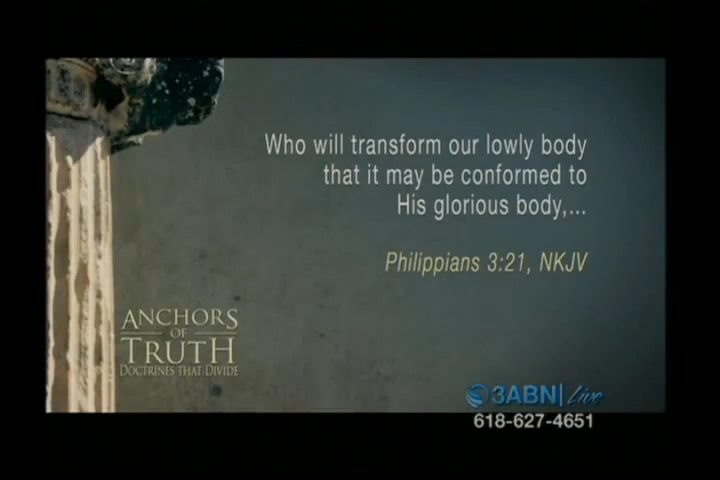 Who will transform our lowly body
that it may be conformed to
His glorious body,...
Philippians 3:21, NKJV
ANCHORS
OF
TRUTH
DOCTRINES THAT DIVIDE
3ABN Live
618-627-4651